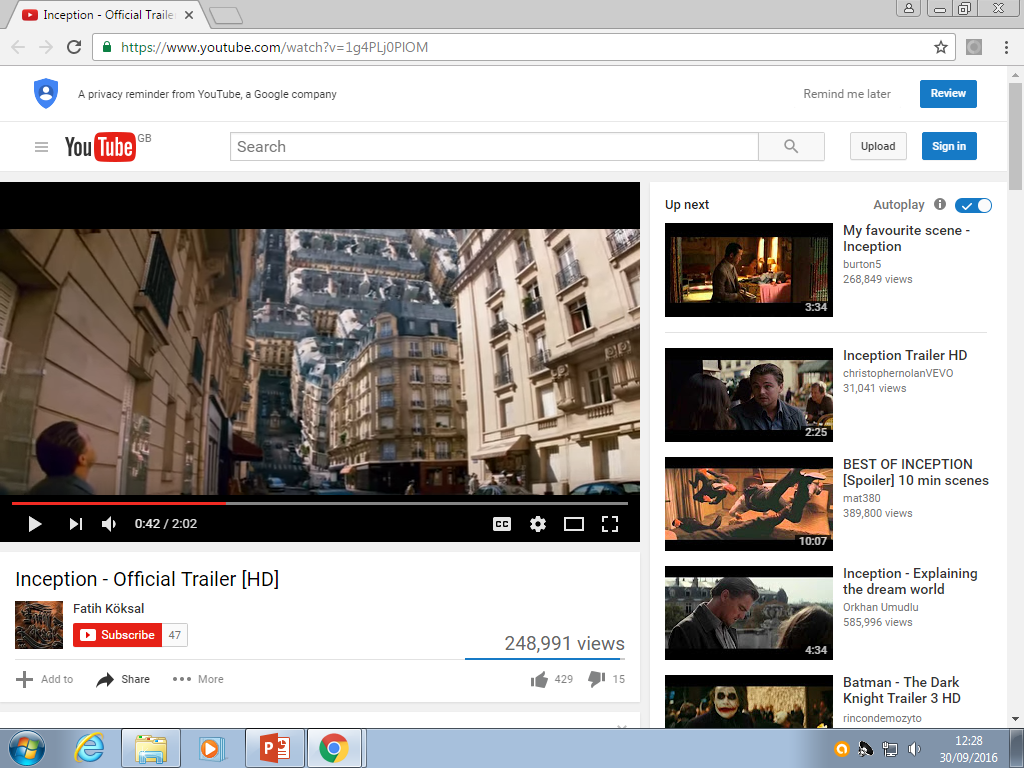 Inception - Official Traile
https://www.youtube.com/watch?v=1g4PLj0PlOM
A privacy reminder from YouTube, a Google company
Remind me later
Review
YouTube GB
Search
Upload
Sign in
Up next
Autoplay
My favourite scene -
Inception
burton5
268,849 views
3:34
Inception Trailer HD
christophernolanVEVO
31,041 views
2:25
BEST OF INCEPTION
[Spoiler] 10 min scenes
mat380
389,800 views
10:07
Inception - Explaining
the dream world
Orkhan Umudlu
585,996 views
4:34
Batman - The Dark
Knight Trailer 3 HD
rincondemozyto
0:42 / 2:02
CC
Inception - Official Trailer [HD]
Fatih Köksal
Subscribe 47
248,991 views
Add to
Share
More
429
15
12:28
30/09/2016